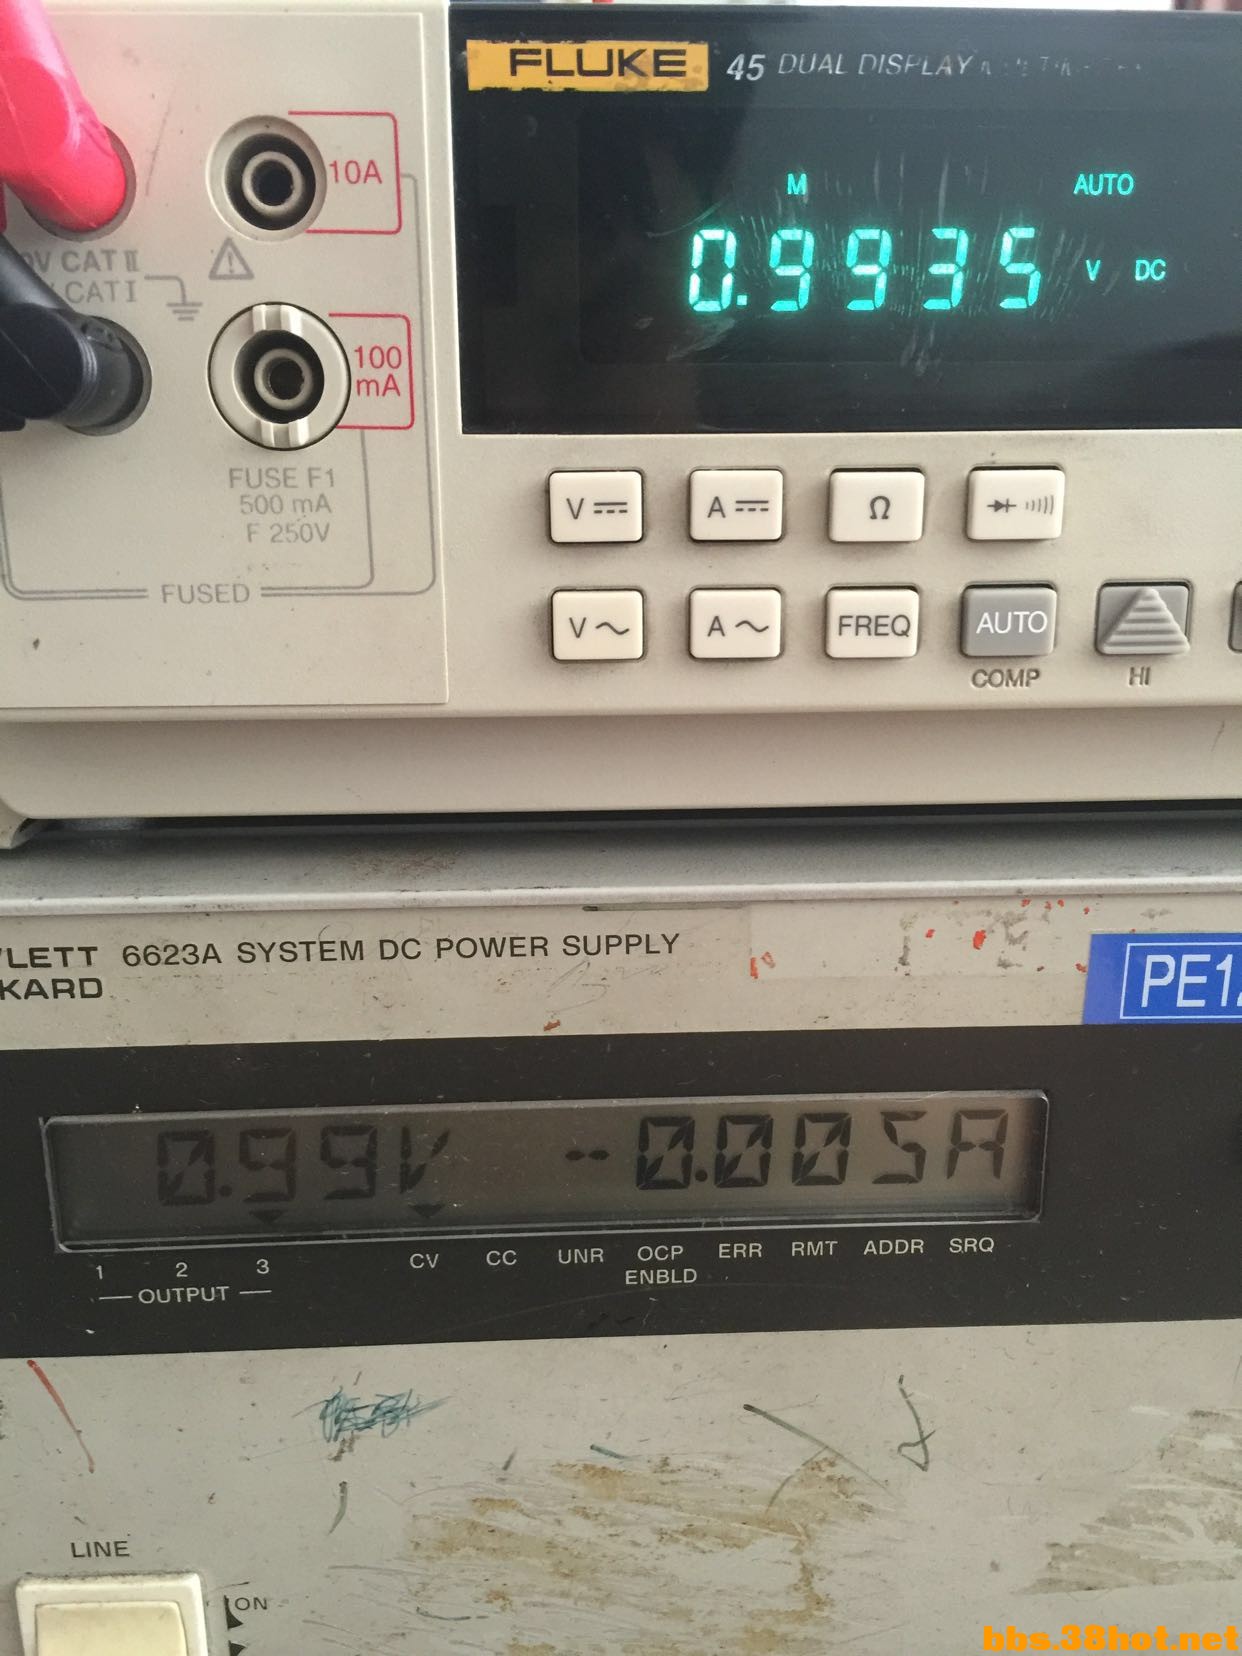 FLUKE 45 DUAL DISPLAY
10A
M
AUTO
0.9935 V DC
V CAT II
CAT I
100
mA
FUSE F1
500 mA
F 250V
FUSED
V A Ω
V A FREQ AUTO
COMP HI
LETT 6623A SYSTEM DC POWER SUPPLY
KARD
PE12
0.99V -0.005A
1 2 3 CV CC UNR OCP ERR RMT ADDR SRQ
OUTPUT ENBLD
LINE
ON
bbs.38hot.net